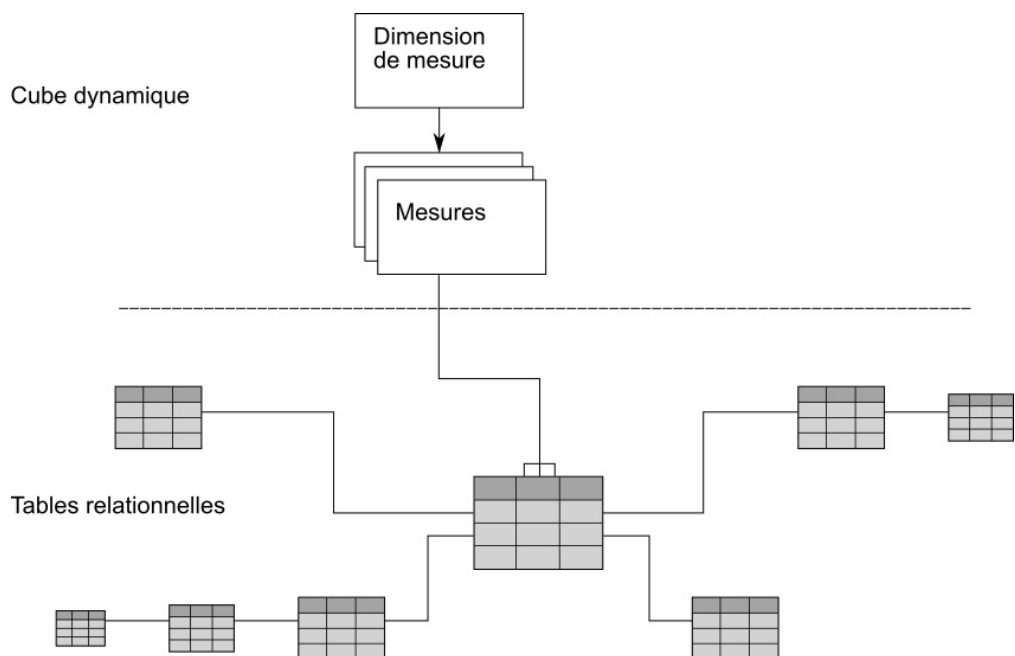 Dimension
de mesure
Cube dynamique
Mesures
Tables relationnelles